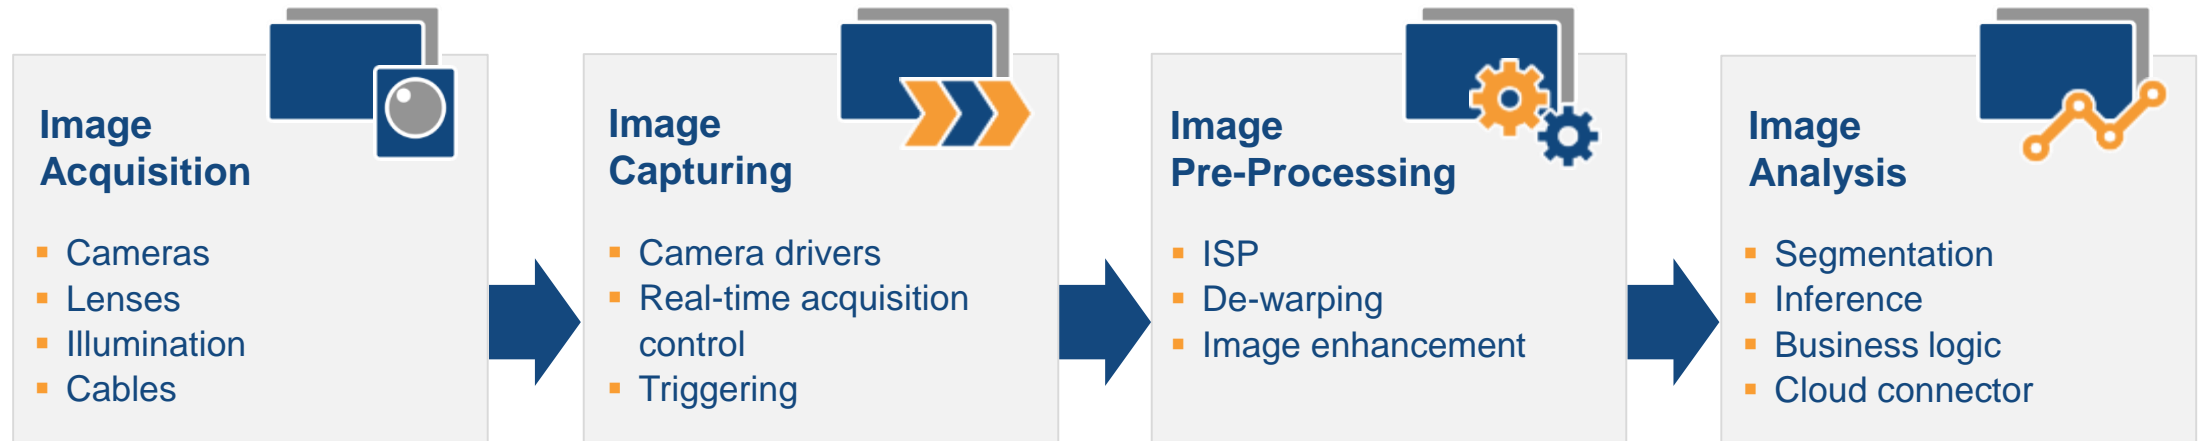 Image
Acquisition
Cameras
Lenses
Illumination
Cables
Image
Capturing
Camera drivers
Real-time acquisition
control
Triggering
Image
Pre-Processing
ISP
De-warping
Image enhancement
Image
Analysis
Segmentation
Inference
Business logic
Cloud connector